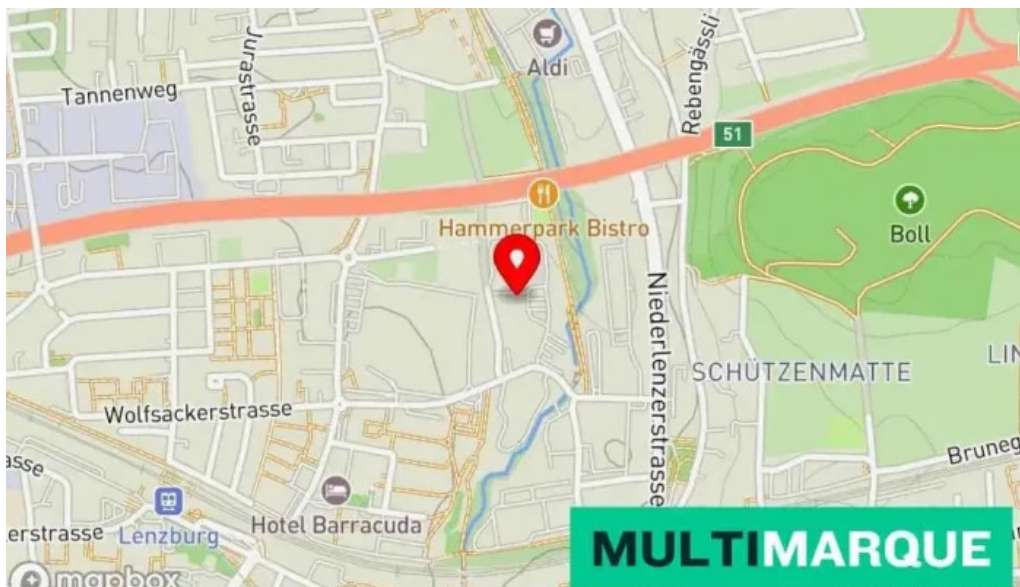 Aldi
Tannenweg
Jurastrasse
Rebengässli
51
Hammerpark Bistro
Boll
Niederlenzerstrasse
SCHÜTZENMATTE
LIN
Wolfsackerstrasse
Bruneg
asse
Hotel Barracuda
erstrasse
Lenzburg
mapbox
MULTIMARQUE